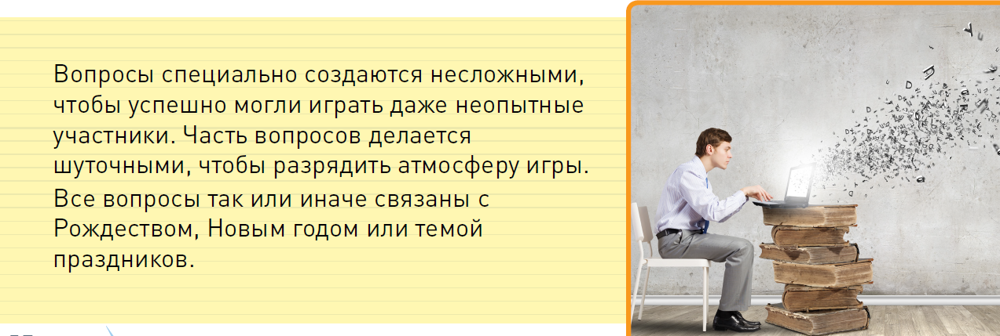 Вопросы специально создаются несложными,
чтобы успешно могли играть даже неопытные
участники. Часть вопросов делается
шуточными, чтобы разрядить атмосферу игры.
Все вопросы так или иначе связаны с
Рождеством, Новым годом или темой
праздников.